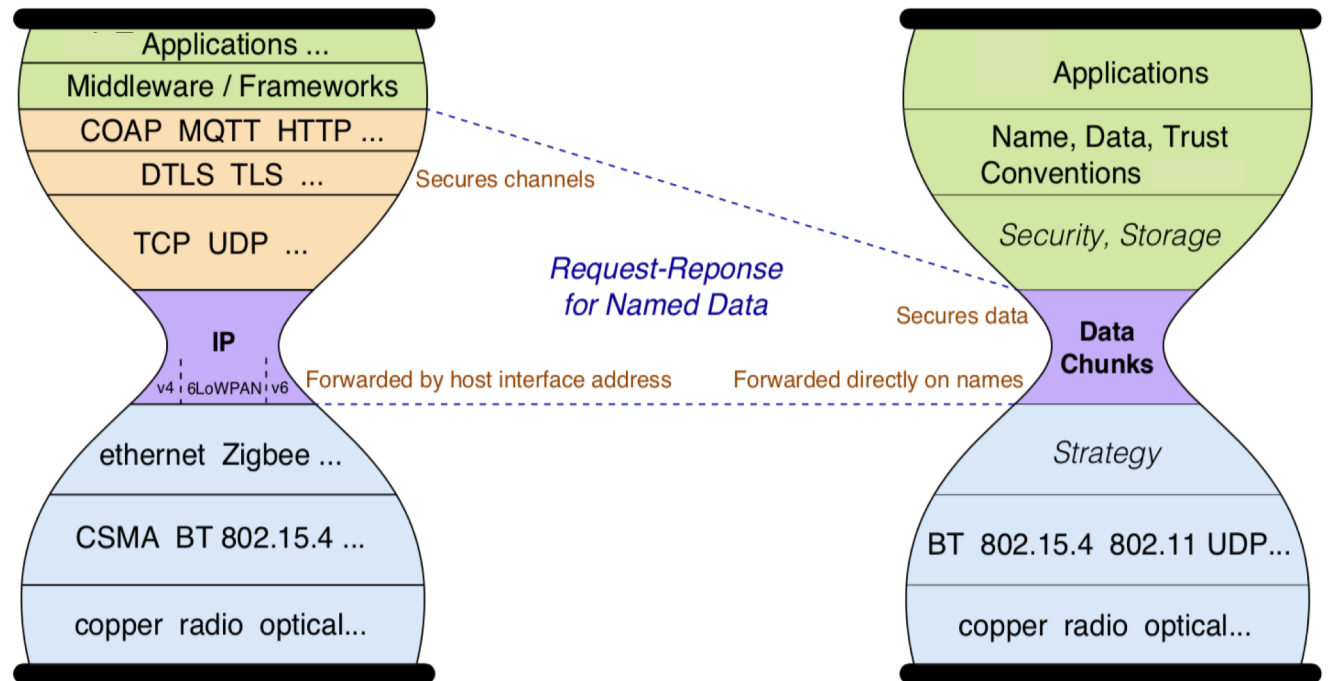 Applications ...
Middleware / Frameworks
COAP MQTT HTTP ...
DTLS TLS ...
TCP UDP ...
IP
v4 6LoWPAN v6
ethernet Zigbee ...
CSMA BT 802.15.4 ...
copper radio optical...
Secures channels
Request-Reponse
for Named Data
Secures data
Forwarded by host interface address
Forwarded directly on names
Applications
Name, Data, Trust
Conventions
Security, Storage
Data
Chunks
Strategy
BT 802.15.4 802.11 UDP...
copper radio optical...